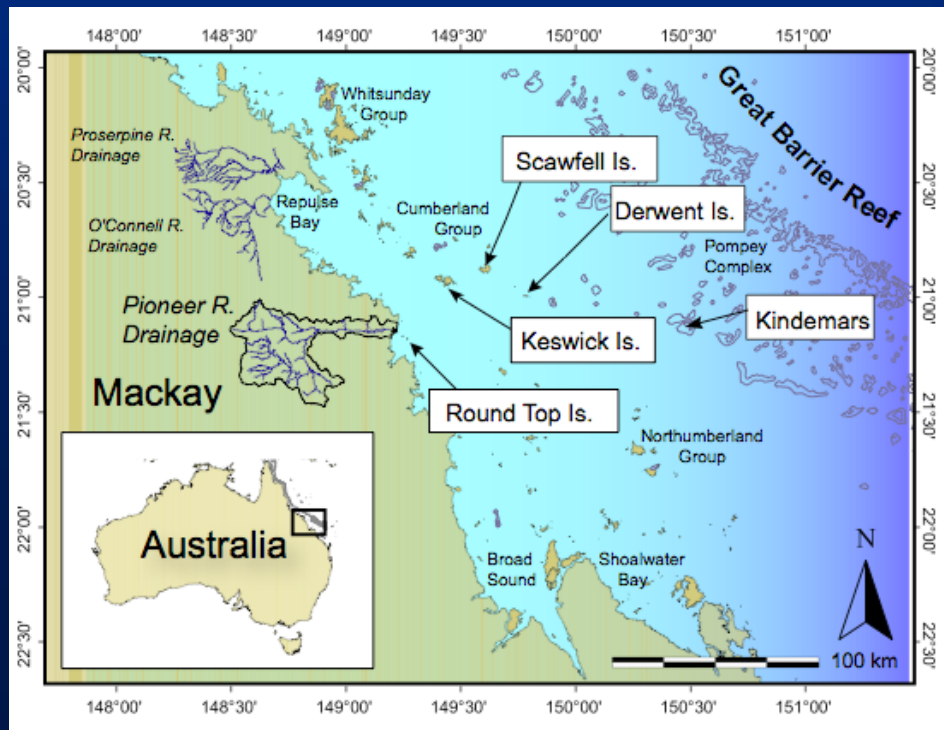 148°00' 148°30' 149°00' 149°30' 150°00' 150°30' 151°00'
20°00'
20°30'
21°00'
21°30'
22°00'
22°30'
Whitsunday
Group
Great Barrier Reef
Proserpine R.
Drainage
Scawfell Is.
Repulse
Bay
Cumberland
Group
Derwent Is.
O'Connell R.
Drainage
Pompey
Complex
Pioneer R.
Drainage
Keswick Is.
Kindemars
Mackay
Round Top Is.
Northumberland
Group
Australia
Broad
Sound
Shoalwater
Bay
N
100 km
20°00'
20°30'
21°00'
21°30'
22°00'
22°30'
148°00' 148°30' 149°00' 149°30' 150°00' 150°30' 151°00'